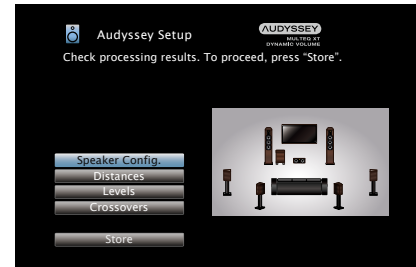 Audyssey Setup
AUDYSSEY
MULTEQ XT
DYNAMIC VOLUME
Check processing results. To proceed, press “Store”.
Speaker Config.
Distances
Levels
Crossovers
Store